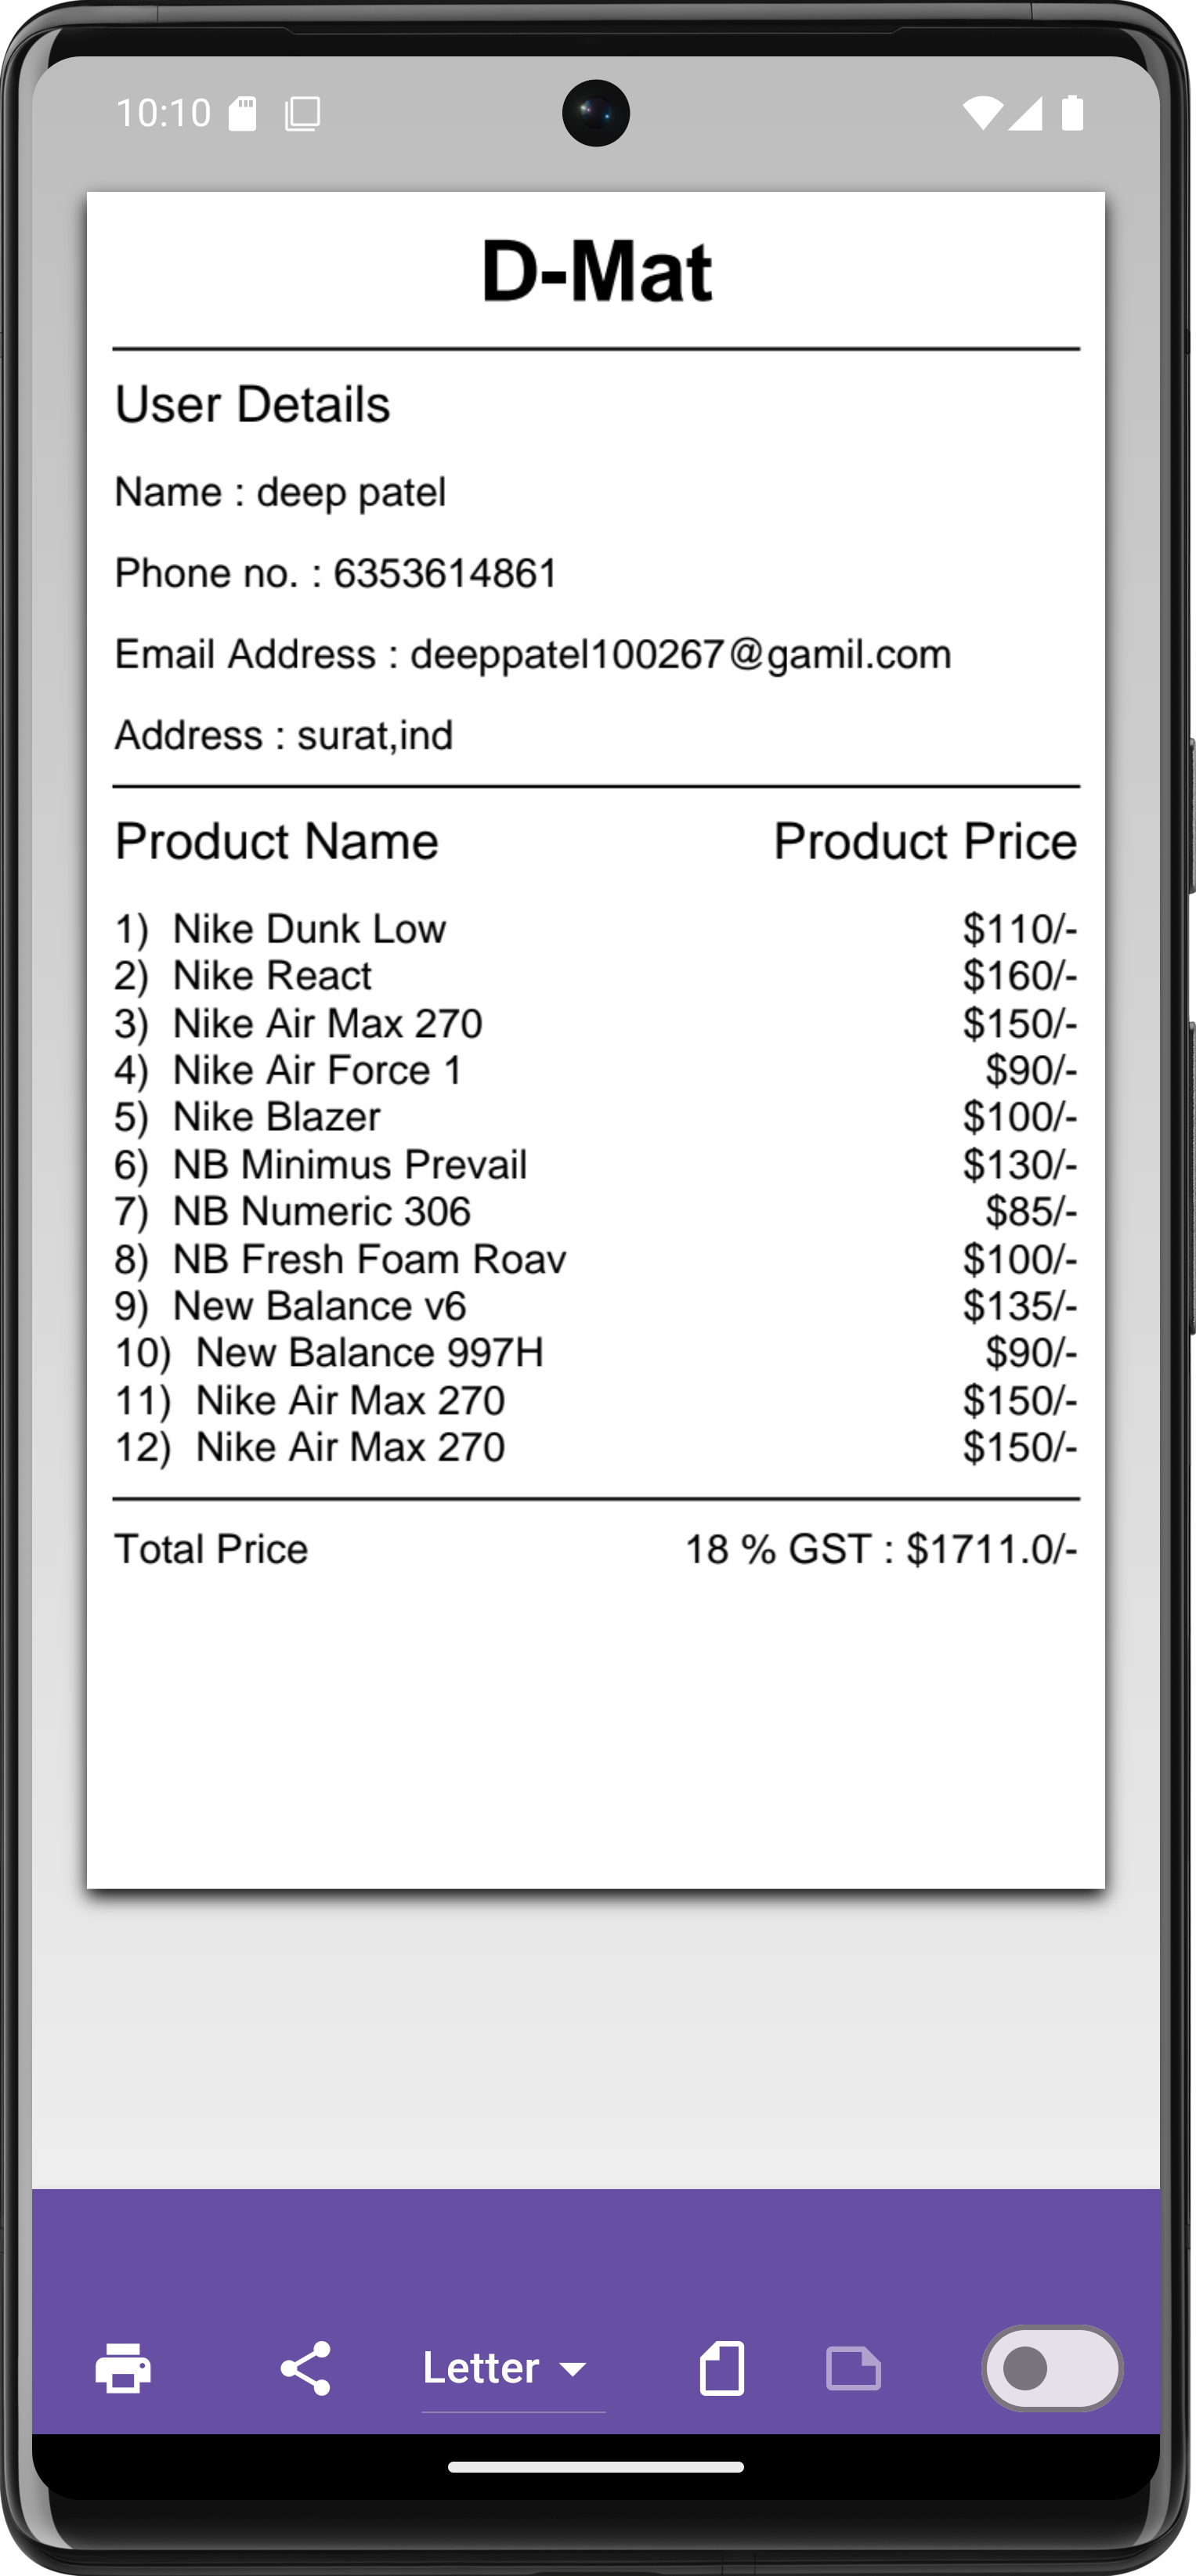 10:10
D-Mat
User Details
Name : deep patel
Phone no. : 6353614861
Email Address : deeppatel100267@gamil.com
Address : surat,ind
Product Name Product Price
1) Nike Dunk Low $110/-
2) Nike React $160/-
3) Nike Air Max 270 $150/-
4) Nike Air Force 1 $90/-
5) Nike Blazer $100/-
6) NB Minimus Prevail $130/-
7) NB Numeric 306 $85/-
8) NB Fresh Foam Roav $100/-
9) New Balance v6 $135/-
10) New Balance 997H $90/-
11) Nike Air Max 270 $150/-
12) Nike Air Max 270 $150/-
Total Price 18 % GST : $1711.0/-
Letter